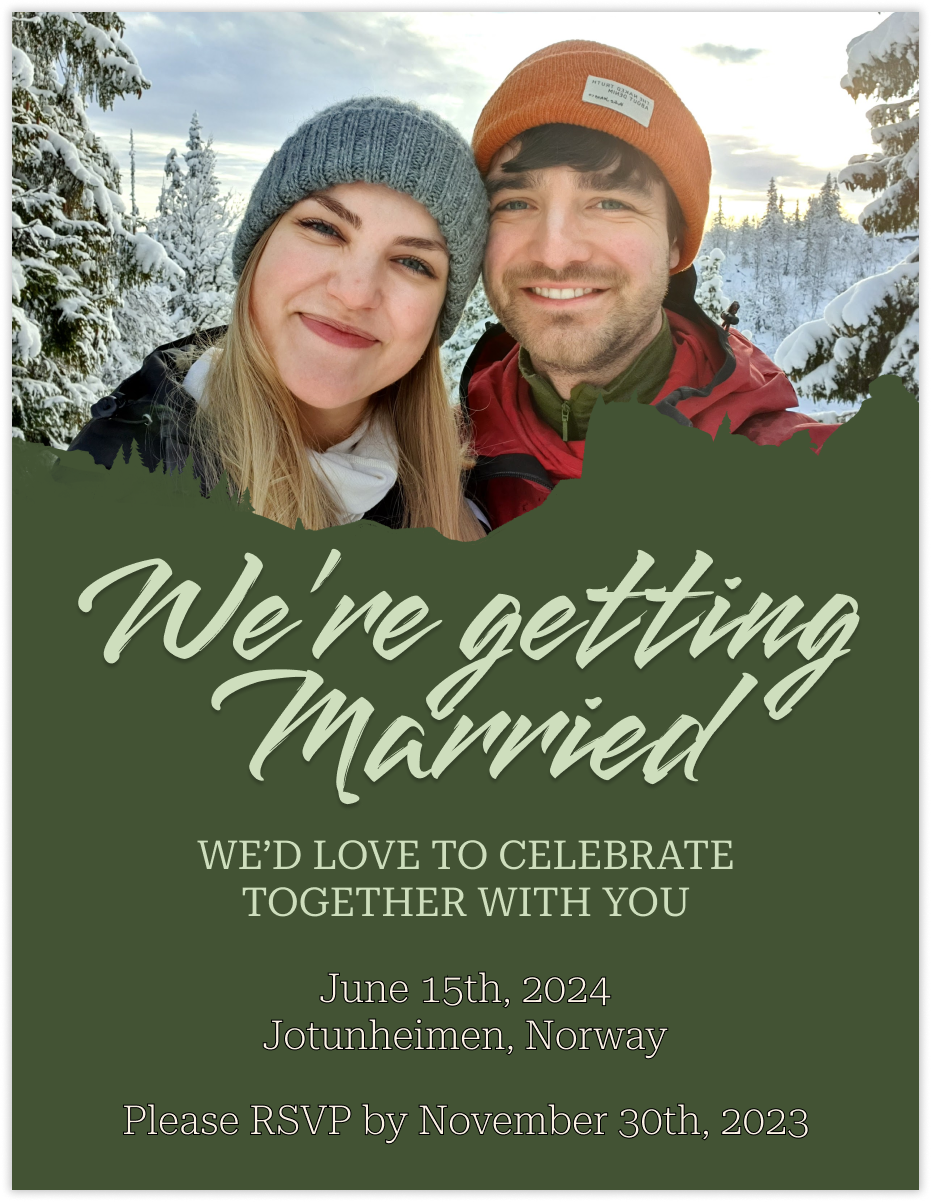 We're getting
Married
WE’D LOVE TO CELEBRATE
TOGETHER WITH YOU
June 15th, 2024
Jotunheimen, Norway
Please RSVP by November 30th, 2023